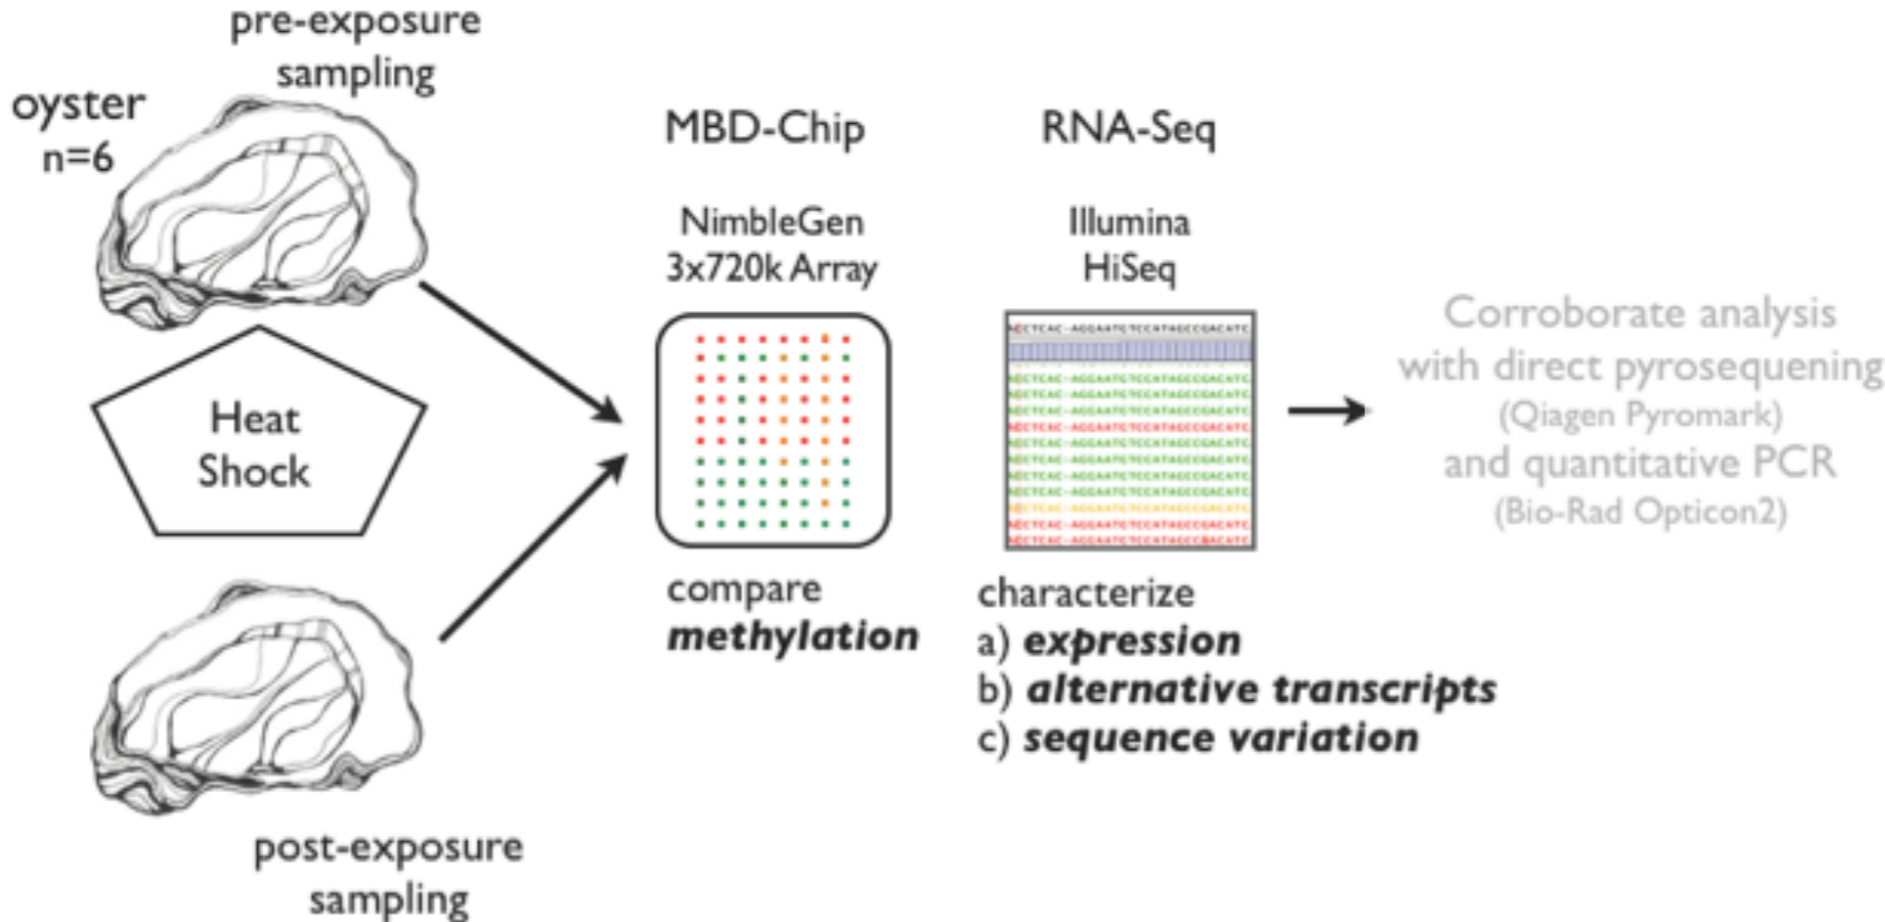 pre-exposure
sampling
oyster
n=6
Heat
Shock
post-exposure
sampling
MBD-Chip
NimbleGen
3x720k Array
compare
methylation
RNA-Seq
Illumina
HiSeq
characterize
a) expression
b) alternative transcripts
c) sequence variation
Corroborate analysis
with direct pyrosequening
(Qiagen Pyromark)
and quantitative PCR
(Bio-Rad Opticon2)